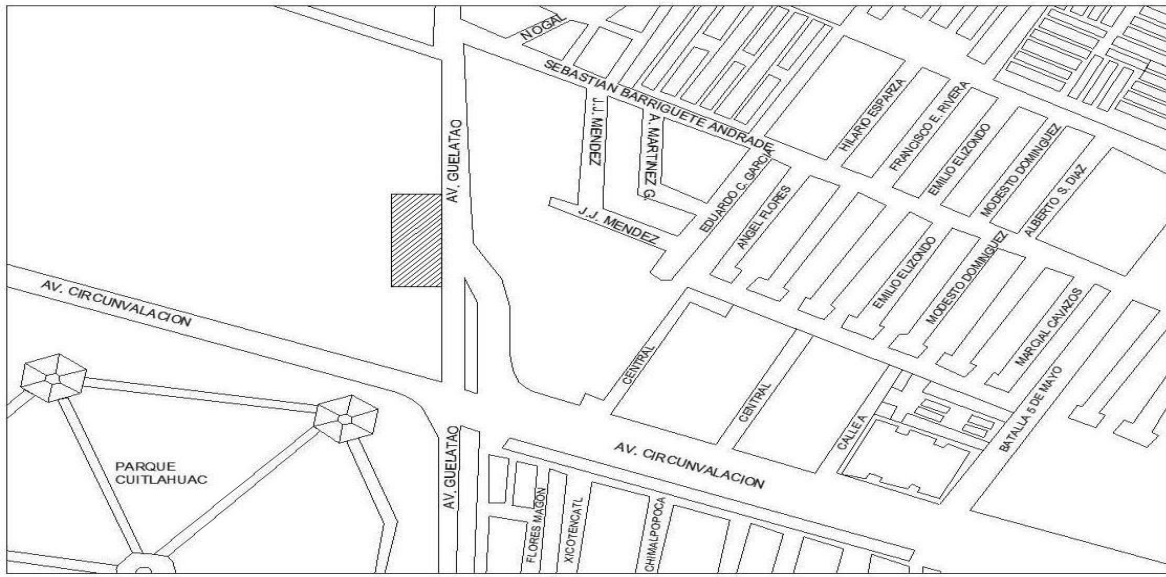 NOGAL
SEBASTIAN BARRIGUETE ANDRADE
J.J. MENDEZ
A. MARTINEZ G.
HILARIO ESPARZA
FRANCISCO E. RIVERA
EMILIO ELIZONDO
MODESTO DOMINGUEZ
ALBERTO S. DIAZ
AV. GUELATAO
J.J. MENDEZ
EDUARDO C. GARCIA
ANGEL FLORES
EMILIO ELIZONDO
MODESTO DOMINGUEZ
MARCIAL CAVAZOS
AV. CIRCUNVALACION
CENTRAL
CENTRAL
CALLE A
BATALLA 5 DE MAYO
PARQUE
CUITLAHUAC
AV. GUELATAO
AV. CIRCUNVALACION
FLORES MAGON
XICOTENCATL
CHIMALPOPOCA